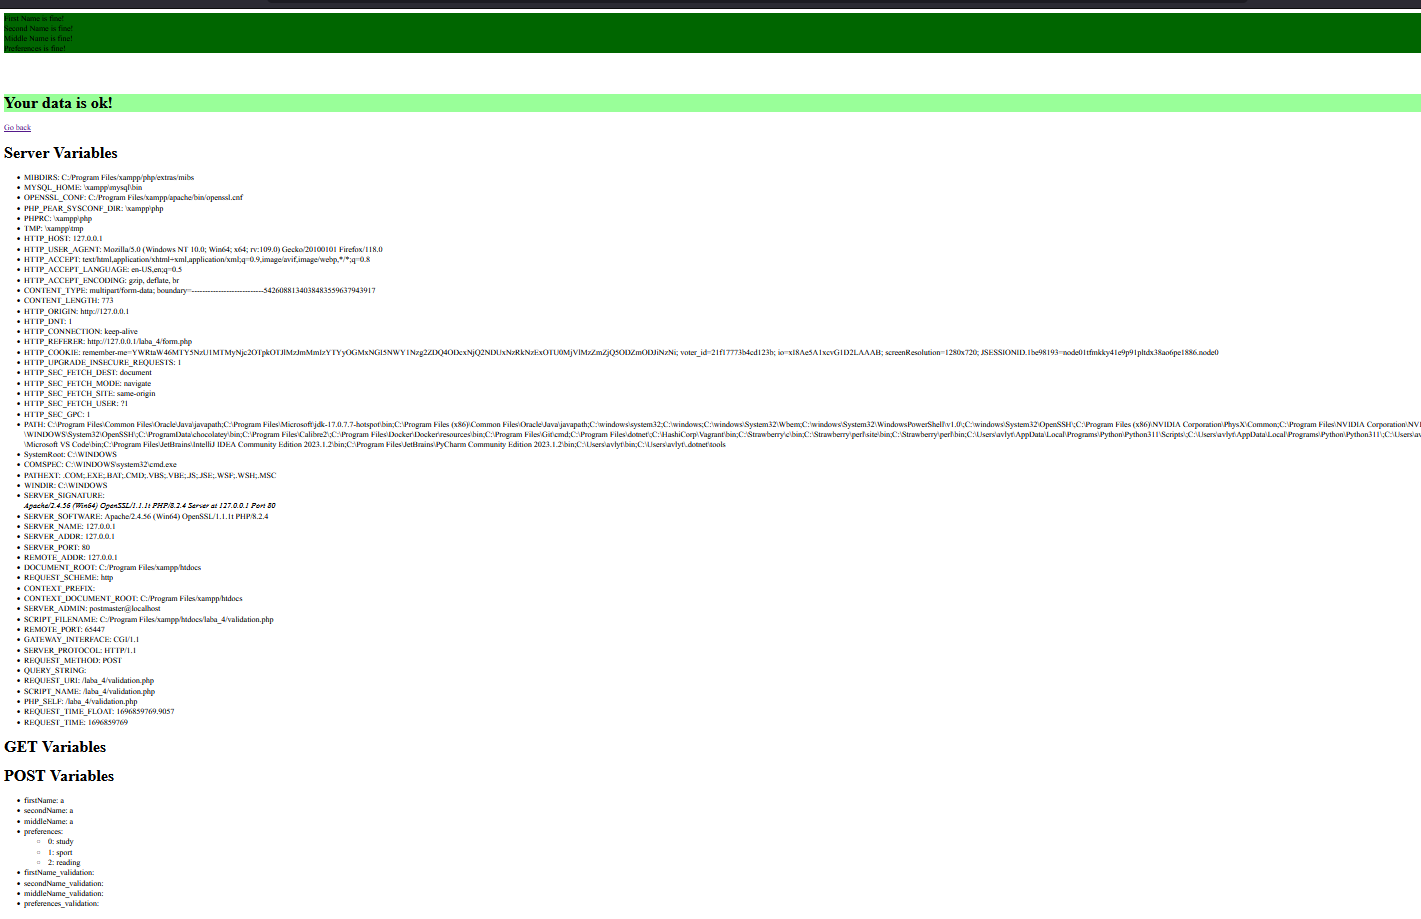 First Name is fine!
Second Name is fine!
Middle Name is fine!
Preferences is fine!
Your data is ok!
Go back
Server Variables
MIBDIRS: C:/Program Files/xampp/php/extras/mibs
MYSQL_HOME: \xampp\mysql\bin
OPENSSL_CONF: C:/Program Files/xampp/apache/bin/openssl.cnf
PHP_PEAR_SYSCONF_DIR: \xampp\php
PHPRC: \xampp\php
TMP: \xampp\tmp
HTTP_HOST: 127.0.0.1
HTTP_USER_AGENT: Mozilla/5.0 (Windows NT 10.0; Win64; x64; rv:109.0) Gecko/20100101 Firefox/118.0
HTTP_ACCEPT: text/html,application/xhtml+xml,application/xml;q=0.9,image/avif,image/webp,*/*;q=0.8
HTTP_ACCEPT_LANGUAGE: en-US,en;q=0.5
HTTP_ACCEPT_ENCODING: gzip, deflate, br
CONTENT_TYPE: multipart/form-data; boundary=---------------------------5426088134038483559637943917
CONTENT_LENGTH: 773
HTTP_ORIGIN: http://127.0.0.1
HTTP_DNT: 1
HTTP_CONNECTION: keep-alive
HTTP_REFERER: http://127.0.0.1/laba_4/form.php
HTTP_COOKIE: voter_id=21f17773b4cd123b; io=xI8Ae5A1xcvG1D2LAAAB; screenResolution=1280x720;
HTTP_UPGRADE_INSECURE_REQUESTS: 1
HTTP_SEC_FETCH_DEST: document
HTTP_SEC_FETCH_MODE: navigate
HTTP_SEC_FETCH_SITE: same-origin
HTTP_SEC_FETCH_USER: ?1
HTTP_SEC_GPC: 1
PATH: C:\Program Files\Common Files\Oracle\Java\javapath;C:\Program Files\Microsoft\jdk-17.0.7.7-hotspot\bin;C:\Program Files (x86)\Common Files\Oracle\Java\javapath;C:\windows\system32;C:\windows;C:\windows\System32\Wbem;C:\windows\System32\WindowsPowerShell\v1.0\;C:\windows\System32\OpenSSH\;C:\Program Files (x86)\NVIDIA Corporation\PhysX\Common;C:\Program Files\NVIDIA Corporation\NVI
\WINDOWS\System32\OpenSSH\;C:\ProgramData\chocolatey\bin;C:\Program Files\Calibre2\;C:\Program Files\Docker\Docker\resources\bin;C:\Program Files\Git\cmd;C:\Program Files\dotnet\;C:\HashiCorp\Vagrant\bin;C:\Strawberry\c\bin;C:\Strawberry\perl\site\bin;C:\Strawberry\perl\bin;C:\Users\avlyt\AppData\Local\Programs\Python\Python311\Scripts\;C:\Users\avlyt\AppData\Local\Programs\Python\Python311\;C:\Users\av
\Microsoft VS Code\bin;C:\Program Files\JetBrains\IntelliJ IDEA Community Edition 2023.1.2\bin;C:\Program Files\JetBrains\PyCharm Community Edition 2023.1.2\bin;C:\Users\avlyt\bin;C:\Users\avlyt\.dotnet\tools
SystemRoot: C:\WINDOWS
COMSPEC: C:\WINDOWS\system32\cmd.exe
PATHEXT: .COM;.EXE;.BAT;.CMD;.VBS;.VBE;.JS;.JSE;.WSF;.WSH;.MSC
WINDIR: C:\WINDOWS
SERVER_SIGNATURE:
Apache/2.4.56 (Win64) OpenSSL/1.1.1t PHP/8.2.4 Server at 127.0.0.1 Port 80
SERVER_SOFTWARE: Apache/2.4.56 (Win64) OpenSSL/1.1.1t PHP/8.2.4
SERVER_NAME: 127.0.0.1
SERVER_ADDR: 127.0.0.1
SERVER_PORT: 80
REMOTE_ADDR: 127.0.0.1
DOCUMENT_ROOT: C:/Program Files/xampp/htdocs
REQUEST_SCHEME: http
CONTEXT_PREFIX:
CONTEXT_DOCUMENT_ROOT: C:/Program Files/xampp/htdocs
SERVER_ADMIN: postmaster@localhost
SCRIPT_FILENAME: C:/Program Files/xampp/htdocs/laba_4/validation.php
REMOTE_PORT: 65447
GATEWAY_INTERFACE: CGI/1.1
SERVER_PROTOCOL: HTTP/1.1
REQUEST_METHOD: POST
QUERY_STRING:
REQUEST_URI: /laba_4/validation.php
SCRIPT_NAME: /laba_4/validation.php
PHP_SELF: /laba_4/validation.php
REQUEST_TIME_FLOAT: 1696859769.9057
REQUEST_TIME: 1696859769
GET Variables
POST Variables
firstName: a
secondName: a
middleName: a
preferences:
0: study
1: sport
2: reading
firstName_validation:
secondName_validation:
middleName_validation:
preferences_validation: